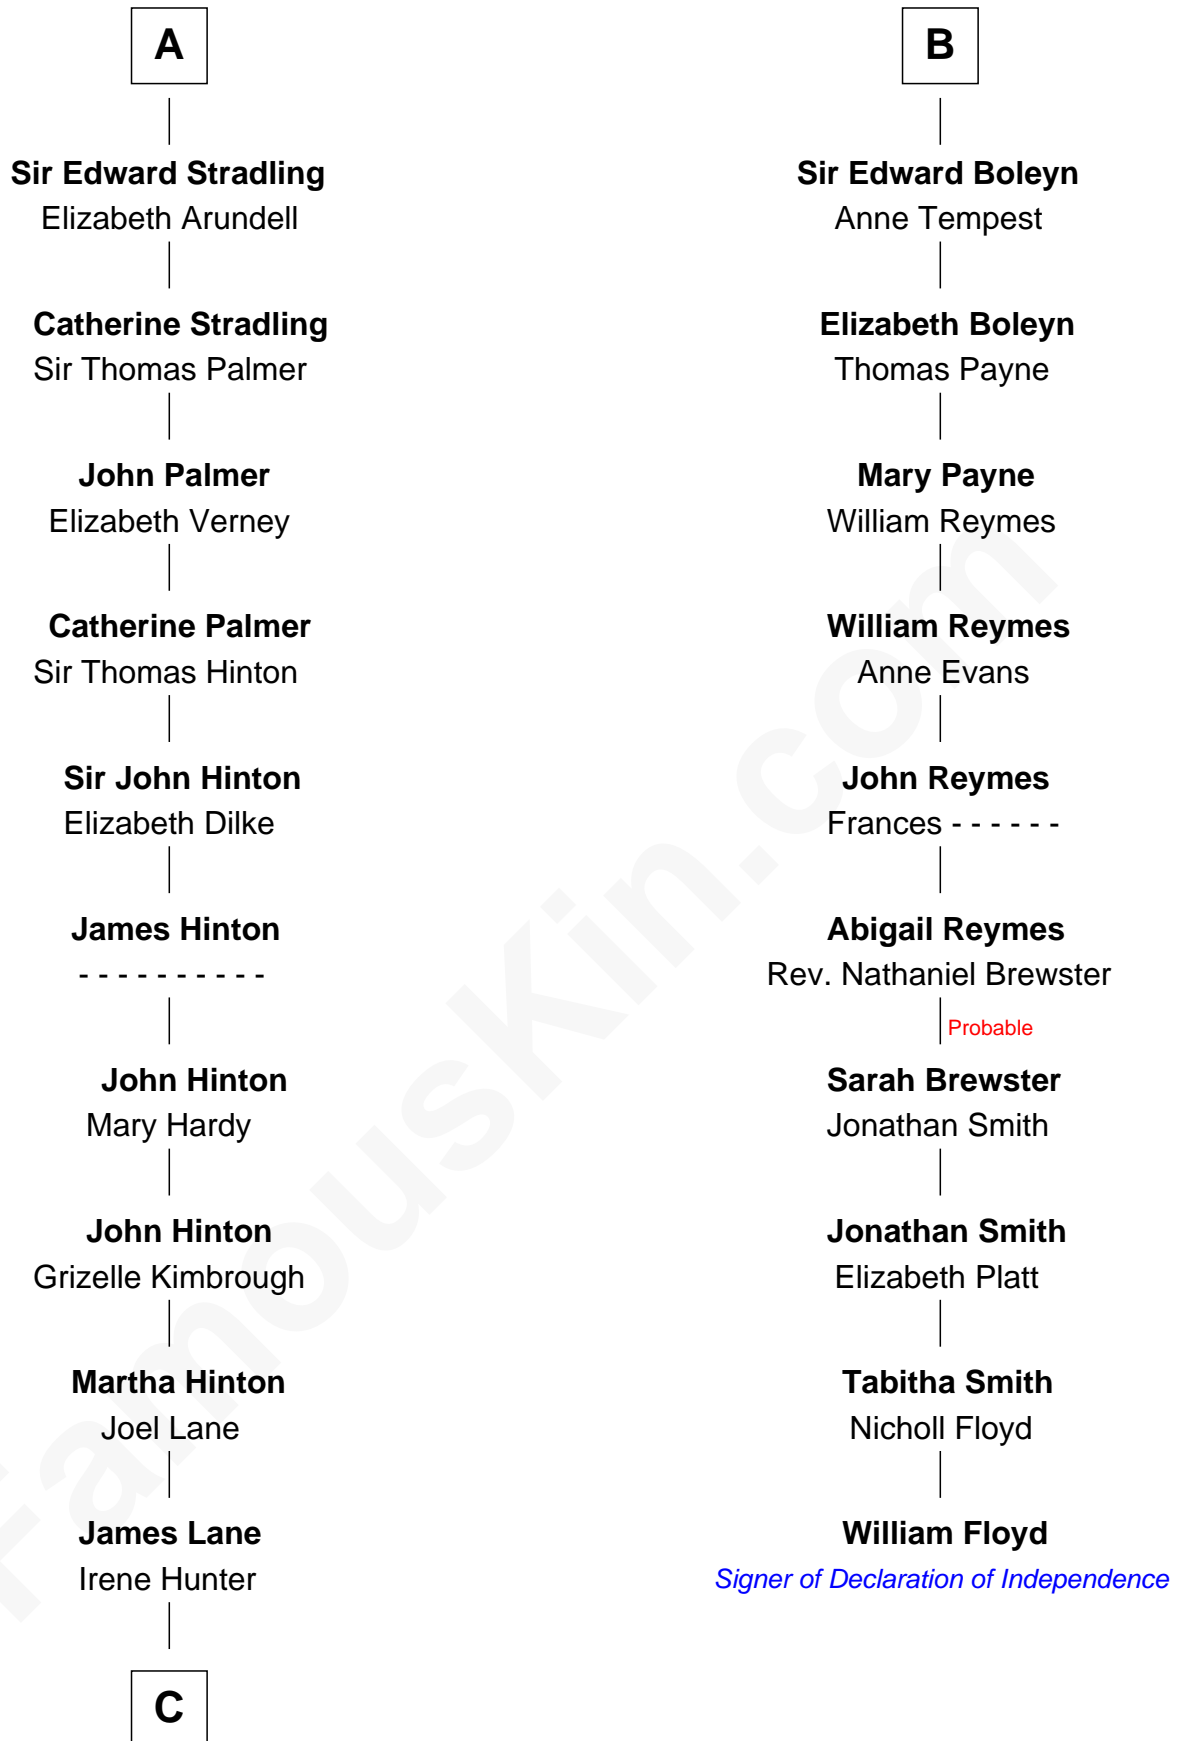 A
Sir Edward Stradling
Elizabeth Arundell
Catherine Stradling
Sir Thomas Palmer
John Palmer
Elizabeth Verney
Catherine Palmer
Sir Thomas Hinton
Sir John Hinton
Elizabeth Dilke
James Hinton
- - - - - - - - - -
John Hinton
Mary Hardy
John Hinton
Grizelle Kimbrough
Martha Hinton
Joel Lane
James Lane
Irene Hunter
C
B
Sir Edward Boleyn
Anne Tempest
Elizabeth Boleyn
Thomas Payne
Mary Payne
William Reymes
William Reymes
Anne Evans
John Reymes
Frances - - - - - -
Abigail Reymes
Rev. Nathaniel Brewster
Probable
Sarah Brewster
Jonathan Smith
Jonathan Smith
Elizabeth Platt
Tabitha Smith
Nicholl Floyd
William Floyd
Signer of Declaration of Independence
FamousKin.com